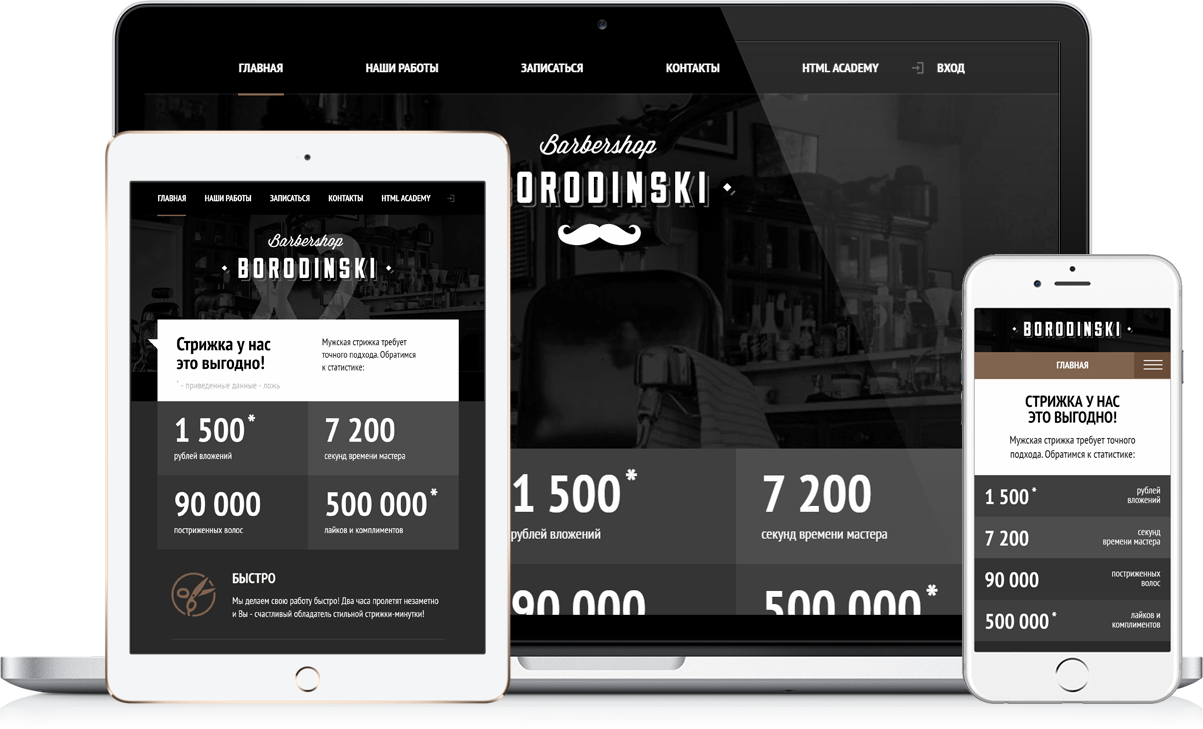 ГЛАВНАЯ НАШИ РАБОТЫ ЗАПИСАТЬСЯ КОНТАКТЫ HTML ACADEMY ВХОД
Barbershop
ORODINSKI
1 500*
рублей вложений
7 200
секунд времени мастера
90 000
500 000*
ГЛАВНАЯ НАШИ РАБОТЫ ЗАПИСАТЬСЯ КОНТАКТЫ HTML ACADEMY
Barbershop
BORODINSKI
Стрижка у нас
это выгодно!
* - приведенные данные - ложь
Мужская стрижка требует
точного подхода. Обратимся
к статистике:
1 500*
рублей вложений
7 200
секунд времени мастера
90 000
постриженных волос
500 000*
лайков и комплиментов
БЫСТРО
Мы делаем свою работу быстро! Два часа пролетят незаметно
и Вы - счастливый обладатель стильной стрижки-минутки!
BORODINSKI
ГЛАВНАЯ
СТРИЖКА У НАС
ЭТО ВЫГОДНО!
Мужская стрижка требует точного
подхода. Обратимся к статистике:
1 500*
рублей
вложений
7 200
секунд
времени мастера
90 000
постриженных
волос
500 000*
лайков и
комплиментов